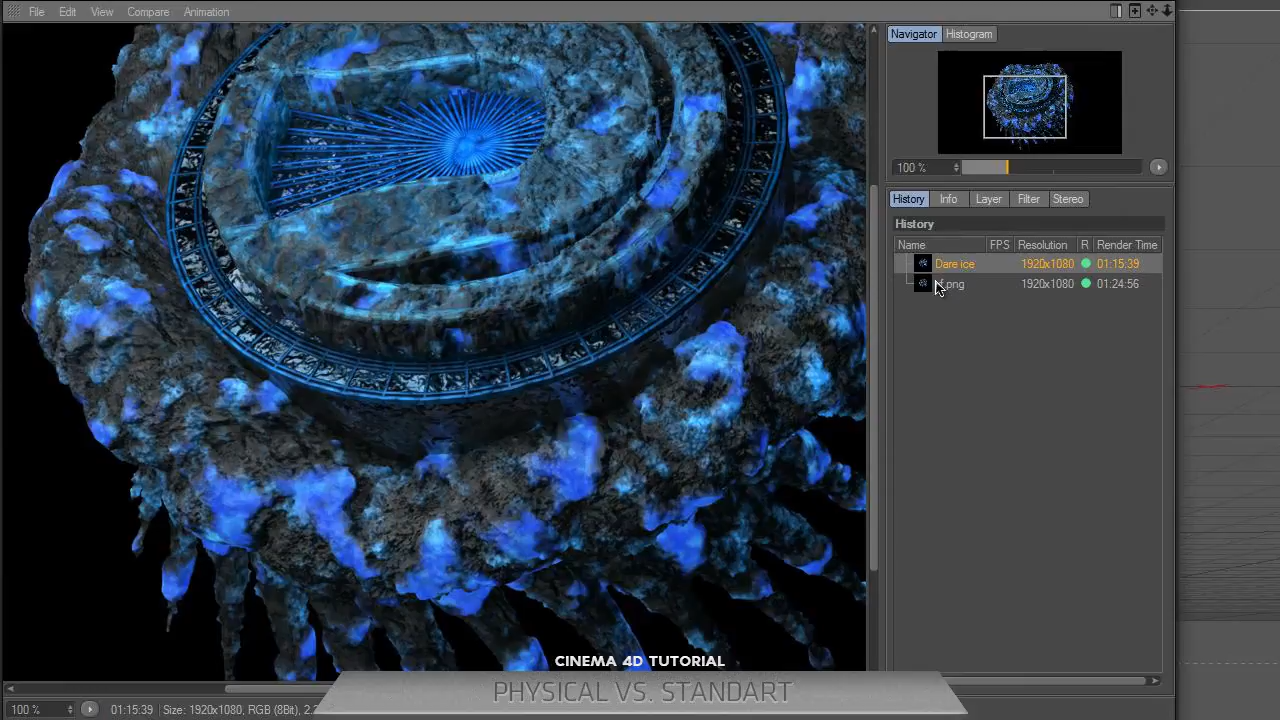 File Edit View Compare Animation
Navigator Histogram
100 %
History Info Layer Filter Stereo
History
Name FPS Resolution R Render Time
Dare ice 1920x1080 01:15:39
.png 1920x1080 01:24:56
CINEMA 4D TUTORIAL
PHYSICAL VS. STANDART
100 % 01:15:39 Size: 1920x1080, RGB (8Bit),